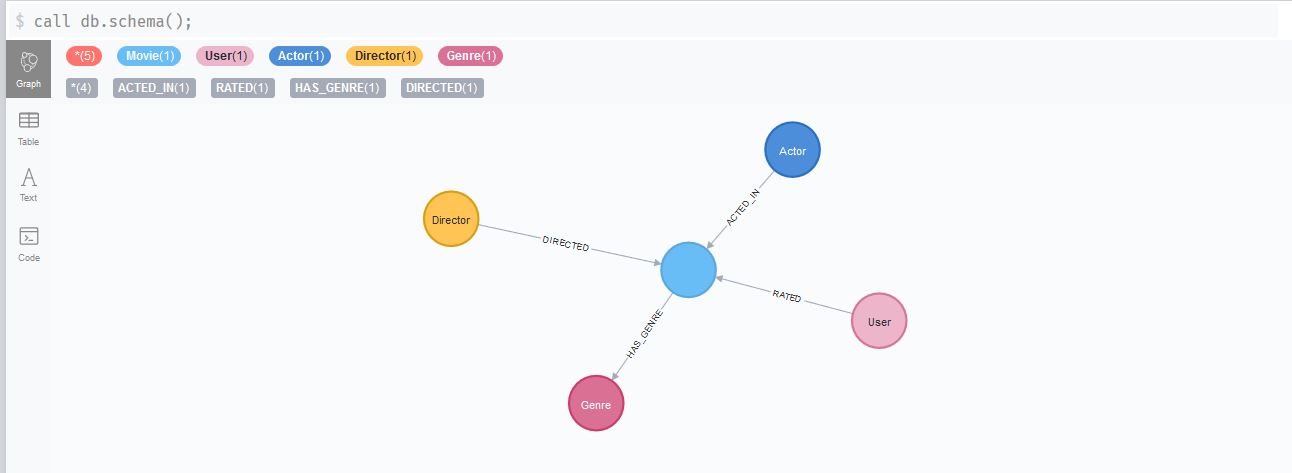 $ call db.schema();
*(5) Movie(1) User(1) Actor(1) Director(1) Genre(1)
*(4) ACTED_IN(1) RATED(1) HAS_GENRE(1) DIRECTED(1)
Graph
Table
Text
Code
Actor
ACTED_IN
Director
DIRECTED
RATED
User
HAS_GENRE
Genre